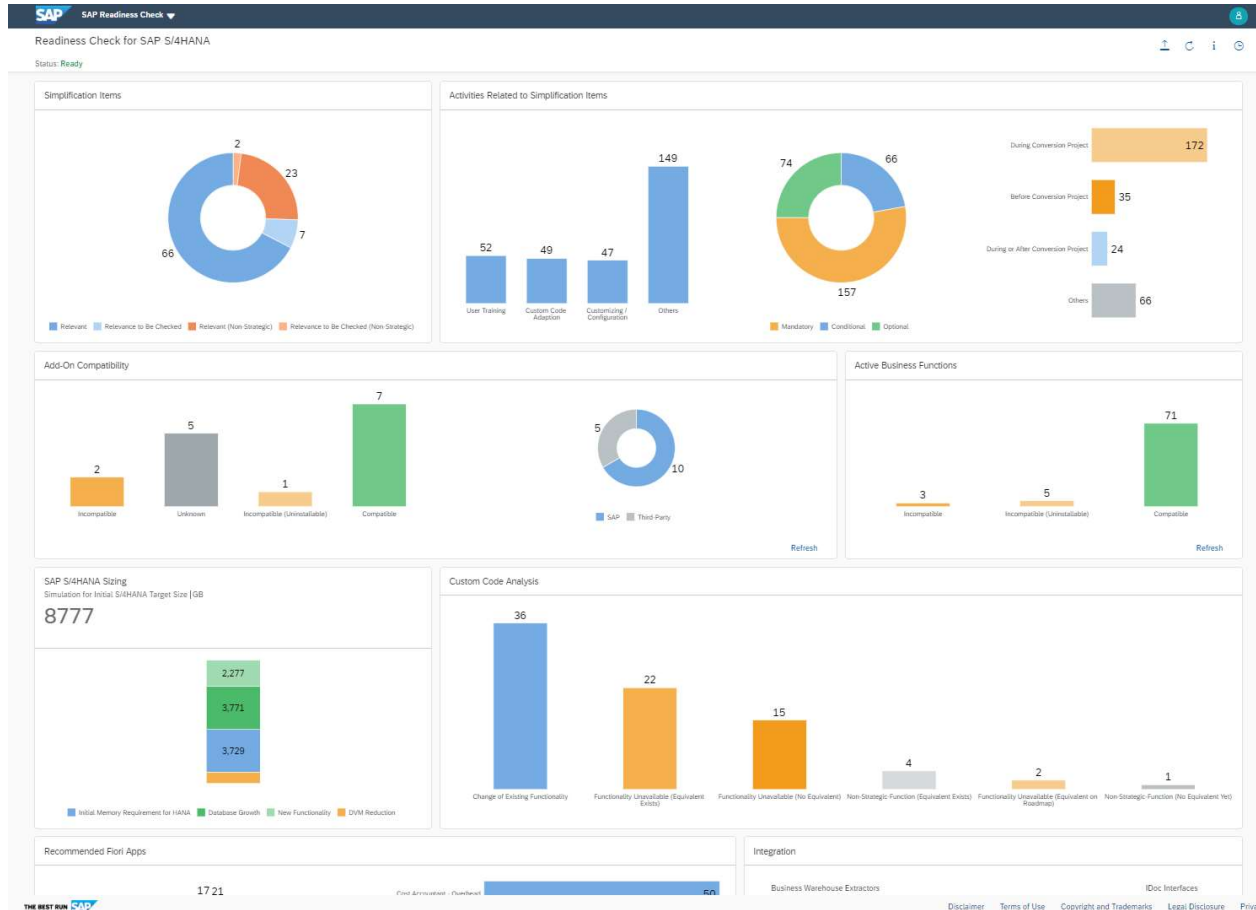 SAP SAP Readiness Check
Readiness Check for SAP S/4HANA
Status: Ready
Simplification Items
2
23
7
66
Relevant Relevance to Be Checked Relevant (Non-Strategic) Relevance to Be Checked (Non-Strategic)
Activities Related to Simplification Items
52
49
47
149
User Training
Custom Code
Adaption
Customizing /
Configuration
Others
74
66
157
Mandatory Conditional Optional
During Conversion Project 172
Before Conversion Project 35
During or After Conversion Project 24
Others 66
Add-On Compatibility
2
5
1
7
Incompatible Unknown Incompatible (Uninstallable) Compatible
5
10
SAP Third-Party
Refresh
Active Business Functions
3
5
71
Incompatible Incompatible (Uninstallable) Compatible
Refresh
SAP S/4HANA Sizing
Simulation for Initial S/4HANA Target Size | GB
8777
2,277
3,771
3,729
Initial Memory Requirement for HANA Database Growth New Functionality DVM Reduction
Custom Code Analysis
36
22
15
4
2
1
Change of Existing Functionality
Functionality Unavailable (Equivalent
Exists)
Functionality Unavailable (No Equivalent)
Non-Strategic-Function (Equivalent Exists)
Functionality Unavailable (Equivalent on
Roadmap)
Non-Strategic-Function (No Equivalent Yet)
Recommended Fiori Apps
17 21
Cost Accountant - Overhead 50
Integration
Business Warehouse Extractors IDoc Interfaces
THE BEST RUN SAP
Disclaimer Terms of Use Copyright and Trademarks Legal Disclosure Priv